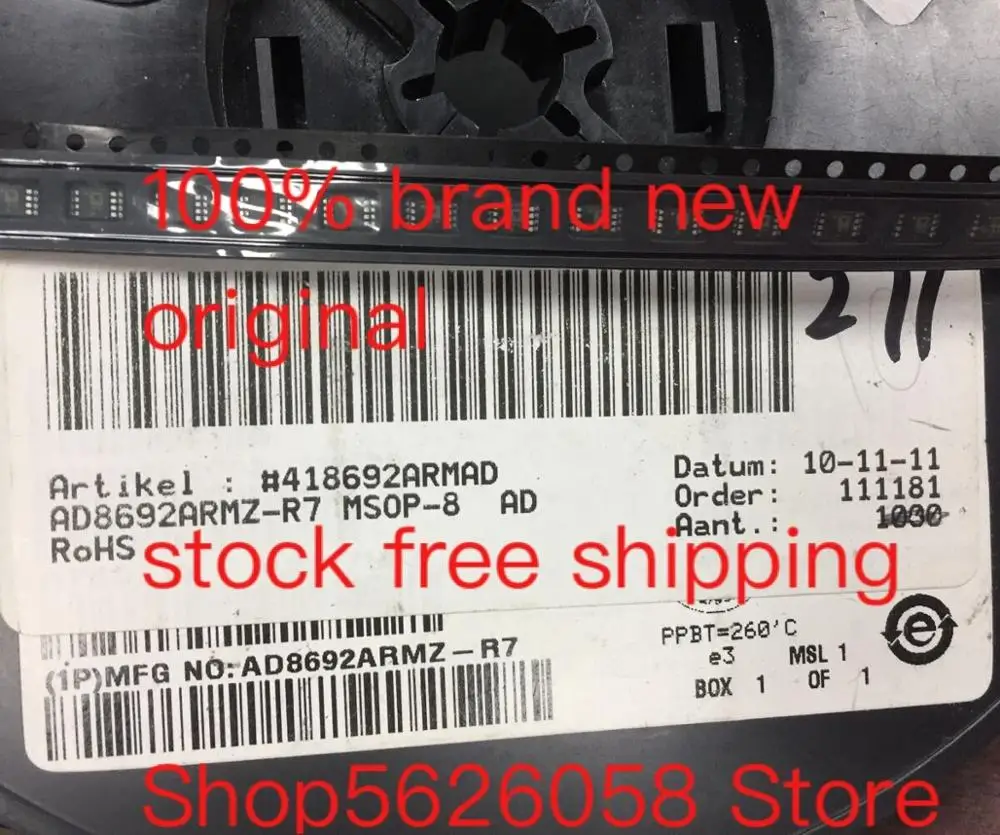 100% brand new
original
211
Artikel : #418692ARMAD
AD8692ARMZ-R7 MSOP-8 AD
RoHS
Datum: 10-11-11
Order: 111181
Aant.: 1000
stock free shipping
PPBT=260'C
e3 MSL 1
BOX 1 OF 1
e
(1P)MFG NO:AD8692ARMZ-R7
Shop5626058 Store